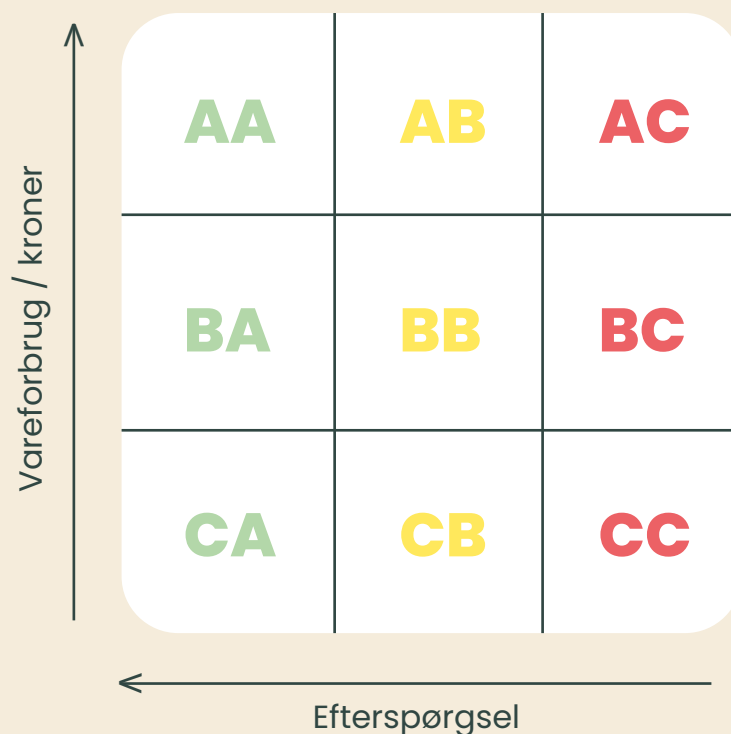 Vareforbrug / kroner
AA AB AC
BA BB BC
CA CB CC
Efterspørgsel